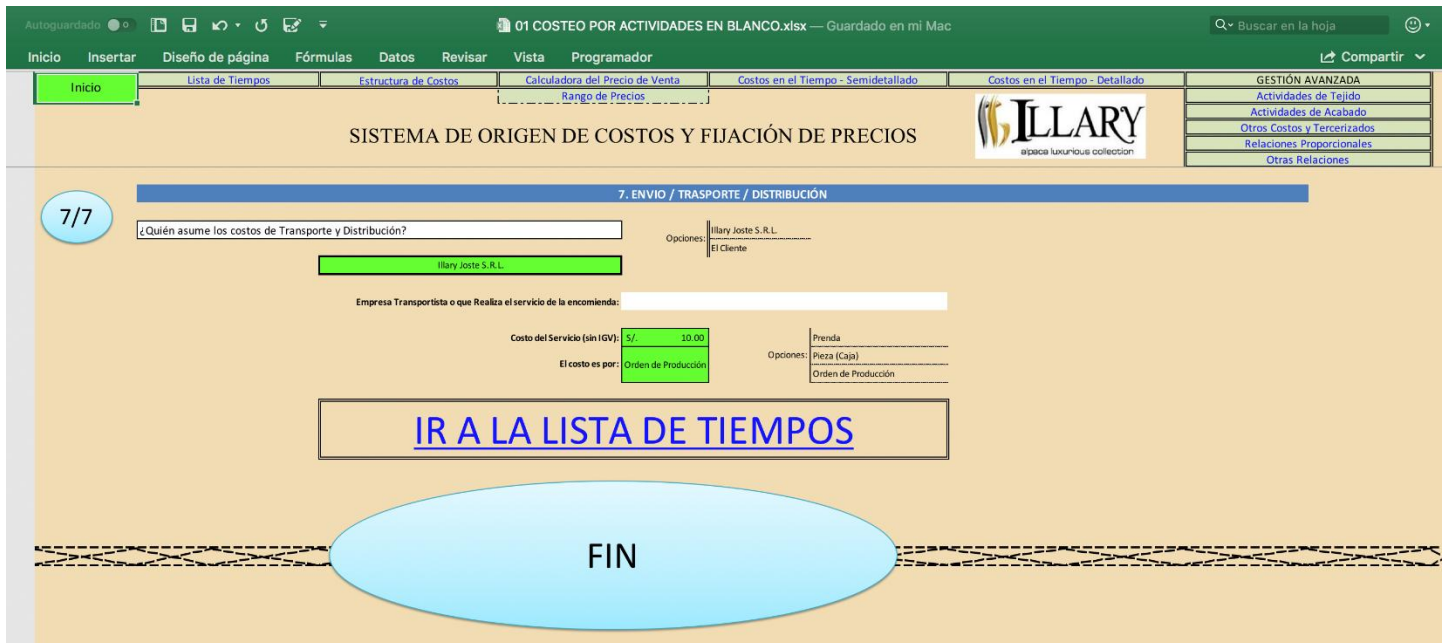 Autoguardado
01 COSTEO POR ACTIVIDADES EN BLANCO.xlsx — Guardado en mi Mac
Buscar en la hoja
Inicio Insertar Diseño de página Fórmulas Datos Revisar Vista Programador Compartir
Inicio
Lista de Tiempos
Estructura de Costos
Calculadora del Precio de Venta
Costos en el Tiempo - Semidetallado
Costos en el Tiempo - Detallado
GESTIÓN AVANZADA
Rango de Precios
Actividades de Tejido
Actividades de Acabado
Otros Costos y Tercerizados
Relaciones Proporcionales
Otras Relaciones
SISTEMA DE ORIGEN DE COSTOS Y FIJACIÓN DE PRECIOS
ILLARY
alpaca luxurious collection
7. ENVIO / TRASPORTE / DISTRIBUCIÓN
7/7
¿Quién asume los costos de Transporte y Distribución?
Opciones:
Illary Joste S.R.L.
El Cliente
Illary Joste S.R.L.
Empresa Transportista o que Realiza el servicio de la encomienda:
Costo del Servicio (sin IGV): S/. 10.00
El costo es por: Orden de Producción
Opciones:
Prenda
Pieza (Caja)
Orden de Producción
IR A LA LISTA DE TIEMPOS
FIN